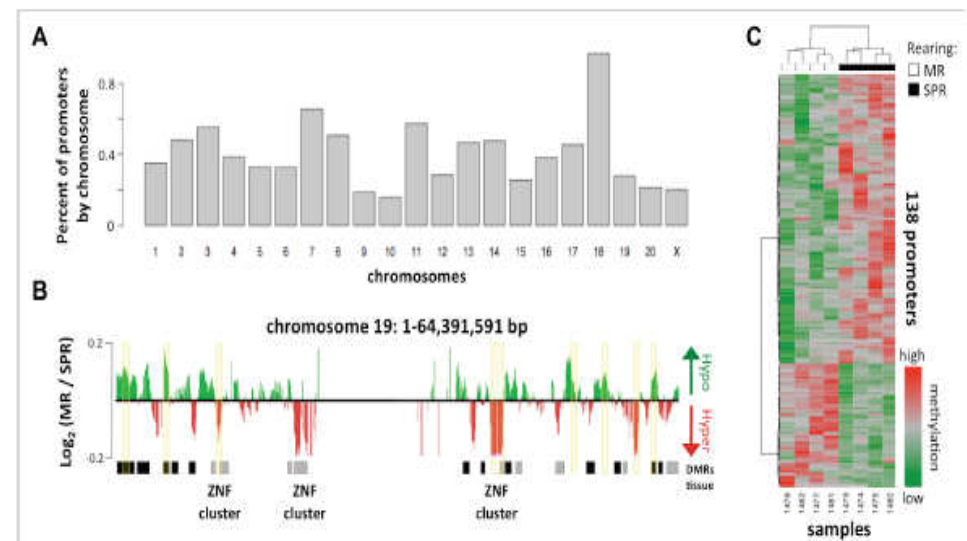 A
Percent of promoters
by chromosome
0.8
0.4
0
1 2 3 4 5 6 7 8 9 10 11 12 13 14 15 16 17 18 19 20 X
chromosomes
B
chromosome 19: 1-64,391,591 bp
Log2 (MR / SPR)
0.2
-0.2
Hypo
Hyper
DMRs
tissue
ZNF
cluster
ZNF
cluster
ZNF
cluster
C
Rearing:
MR
SPR
138 promoters
high
methylation
low
samples